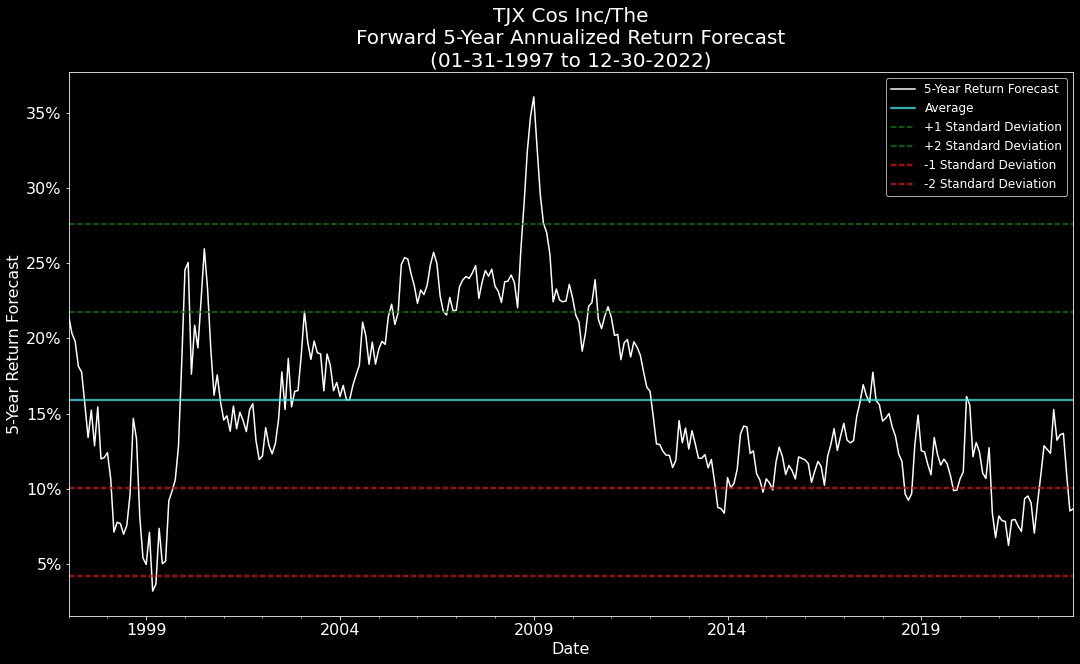 TJX Cos Inc/The
Forward 5-Year Annualized Return Forecast
(01-31-1997 to 12-30-2022)
5-Year Return Forecast
Average
+1 Standard Deviation
+2 Standard Deviation
-1 Standard Deviation
-2 Standard Deviation
5-Year Return Forecast
35%
30%
25%
20%
15%
10%
5%
1999 2004 2009 2014 2019
Date